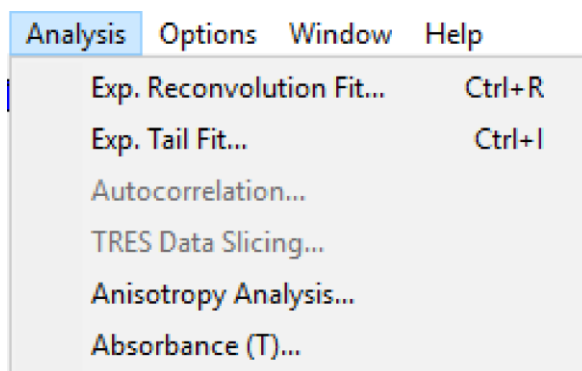 Analysis Options Window Help
Exp. Reconvolution Fit... Ctrl+R
Exp. Tail Fit... Ctrl+I
Autocorrelation...
TRES Data Slicing...
Anisotropy Analysis...
Absorbance (T)...